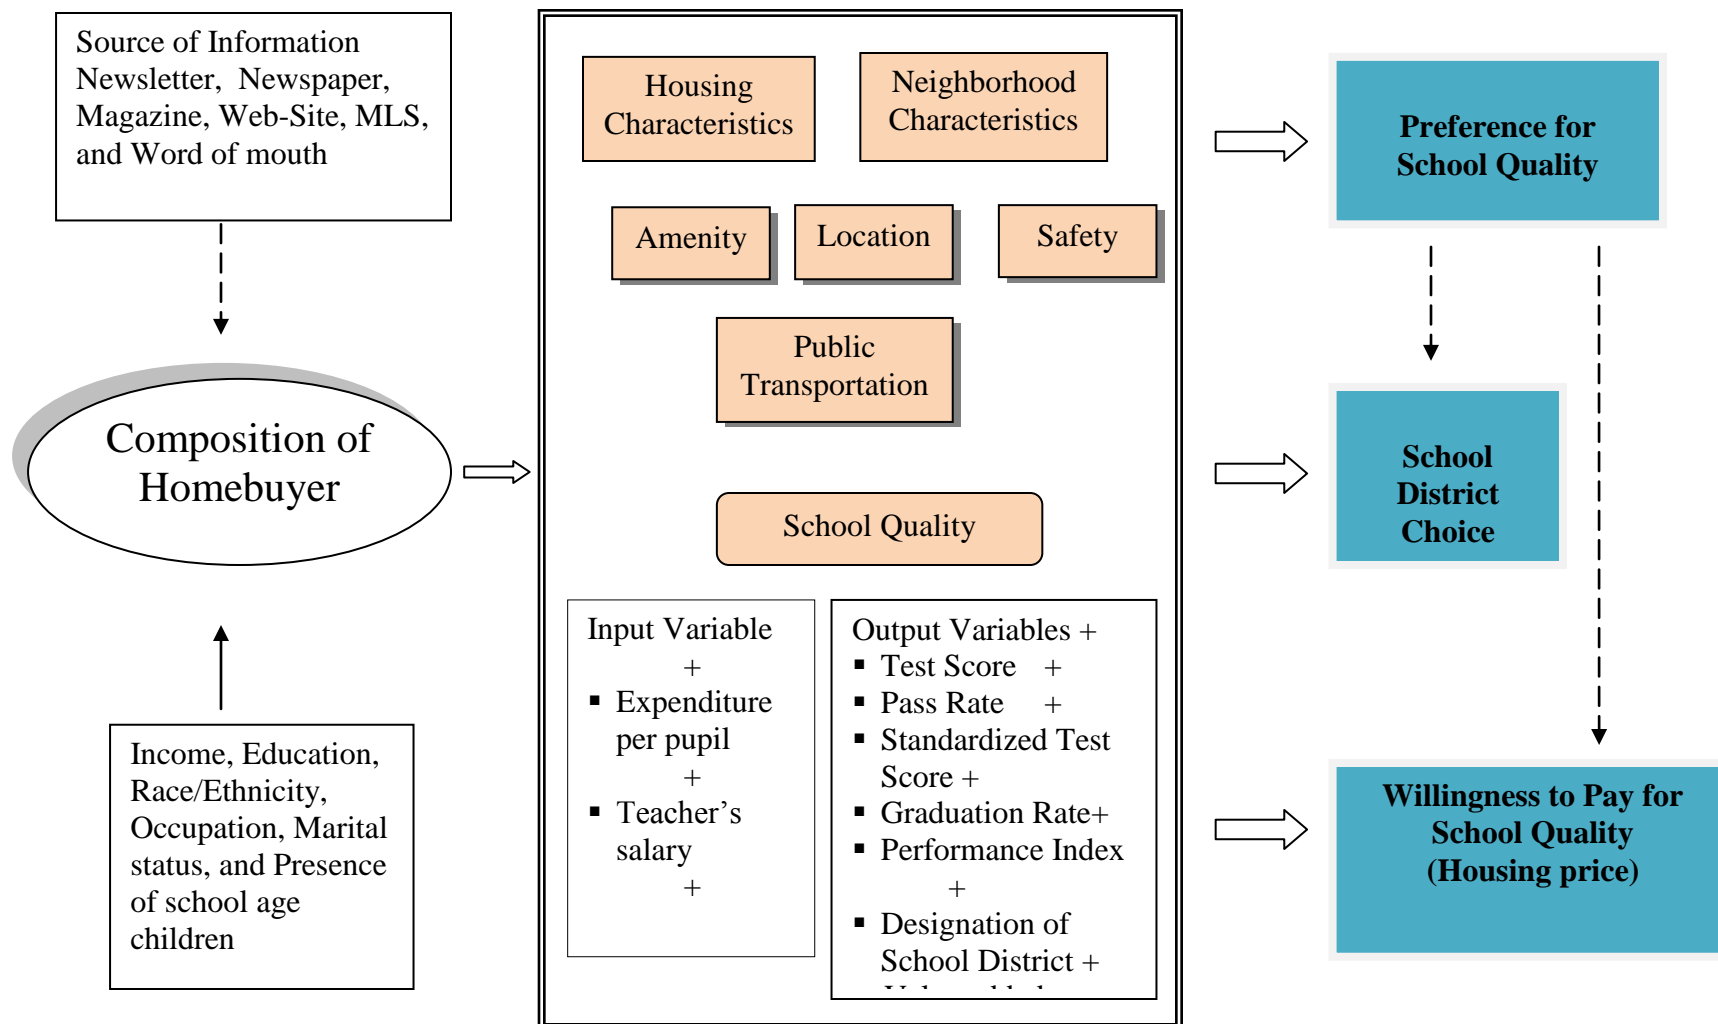 Source of Information
Newsletter, Newspaper,
Magazine, Web-Site, MLS,
and Word of mouth
Composition of
Homebuyer
Income, Education,
Race/Ethnicity,
Occupation, Marital
status, and Presence
of school age
children
Housing
Characteristics
Neighborhood
Characteristics
Amenity
Location
Safety
Public
Transportation
School Quality
Input Variable
+
▪ Expenditure
per pupil
+
▪ Teacher’s
salary
+
Output Variables +
▪ Test Score +
▪ Pass Rate +
▪ Standardized Test
Score +
▪ Graduation Rate+
▪ Performance Index
+
▪ Designation of
School District +
Preference for
School Quality
School
District
Choice
Willingness to Pay for
School Quality
(Housing price)